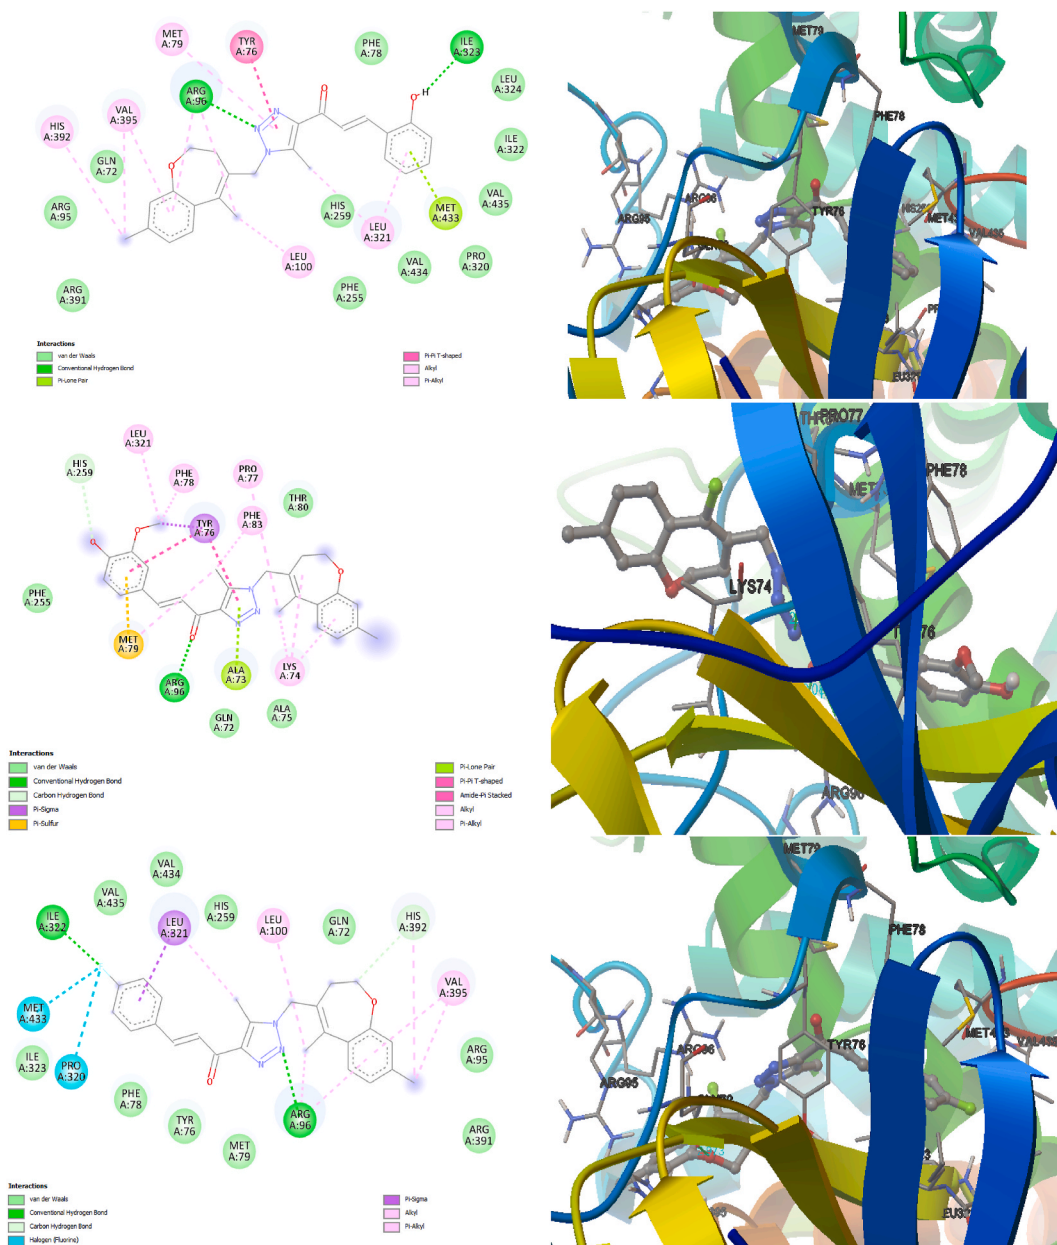 MET
A:79
TYR
A:76
PHE
A:78
ILE
A:323
ARG
A:96
LEU
A:324
VAL
A:395
HIS
A:392
GLN
A:72
ILE
A:322
ARG
A:95
HIS
A:259
VAL
A:435
MET
A:433
LEU
A:321
LEU
A:100
VAL
A:434
PRO
A:320
ARG
A:391
PHE
A:255
O
H
O
N
N
N
O
Interactions
van der Waals
Conventional Hydrogen Bond
Pi-Lone Pair
Pi-Pi T-shaped
Alkyl
Pi-Alkyl
MET79
PHE78
ARG96
ARG95
TYR76
VAL435
LEU
A:321
HIS
A:259
PHE
A:78
PRO
A:77
THR
A:80
TYR
A:76
PHE
A:83
PHE
A:255
MET
A:79
ARG
A:96
ALA
A:73
LYS
A:74
GLN
A:72
ALA
A:75
O
O
O
N
N
N
O
Interactions
van der Waals
Conventional Hydrogen Bond
Carbon Hydrogen Bond
Pi-Sigma
Pi-Sulfur
Pi-Lone Pair
Pi-Pi T-shaped
Amide-Pi Stacked
Alkyl
Pi-Alkyl
PRO77
PHE78
LYS74
VAL
A:434
VAL
A:435
ILE
A:322
LEU
A:321
HIS
A:259
LEU
A:100
GLN
A:72
HIS
A:392
MET
A:433
VAL
A:395
ILE
A:323
PRO
A:320
ARG
A:95
PHE
A:78
TYR
A:76
MET
A:79
ARG
A:96
ARG
A:391
O
N
N
N
O
Interactions
van der Waals
Conventional Hydrogen Bond
Carbon Hydrogen Bond
Halogen (Fluorine)
Pi-Sigma
Alkyl
Pi-Alkyl
MET79
PHE78
TYR76
ARG96
ARG95